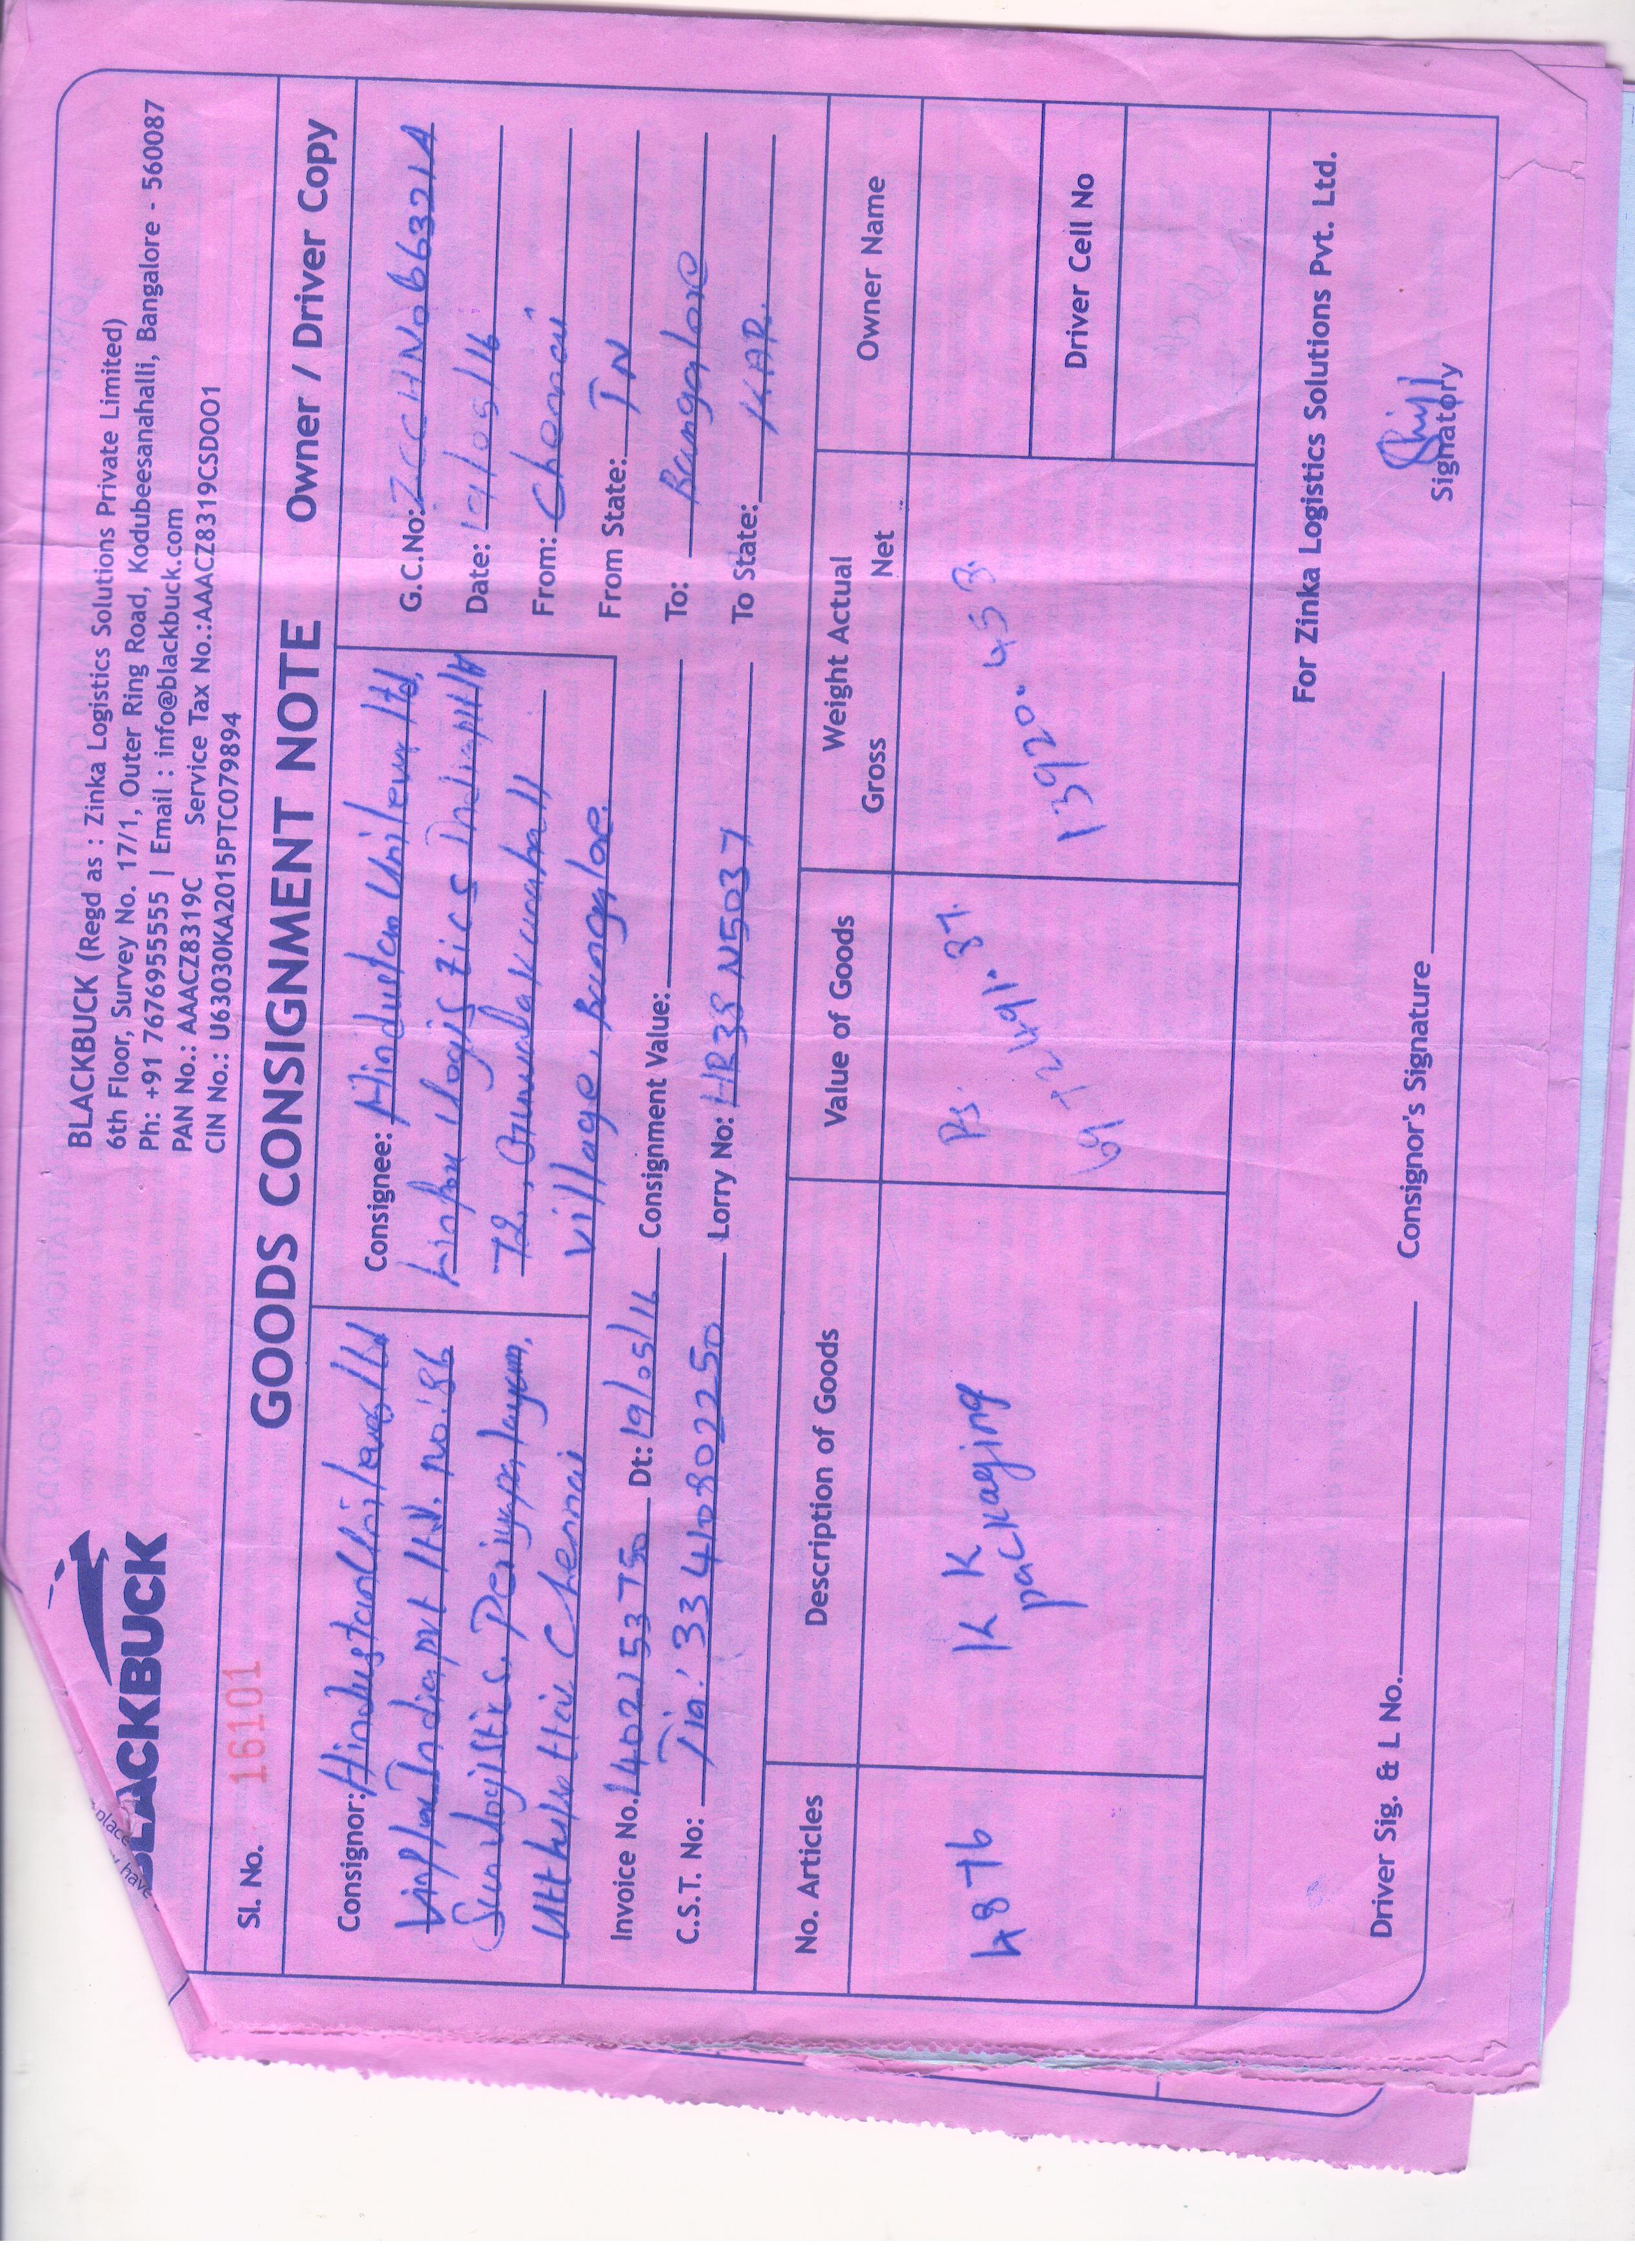 BLACKBUCK
BLACKBUCK (Regd as : Zinka Logistics Solutions Private Limited)
6th Floor, Survey No. 17/1, Outer Ring Road, Kodubeesanahalli, Bangalore - 560087
Ph: +91 7676955555 | Email : info@blackbuck.com
PAN No.: AAACZ8319C Service Tax No.:AAACZ8319CSDOO1
CIN No.: U63030KA2015PTC079894
Sl. No. 16101
GOODS CONSIGNMENT NOTE
Owner / Driver Copy
Consignor: Hindustan Unilever ltd
India pvt ltd. no: 86
Sun logistics, Periyapalayam,
Chennai
Consignee: Hindustan Unilever ltd,
Logistics India pvt ltd
72,
Village, Bangalore.
G.C.No: ZCCHNo66321A
Date: 19/05/16
From: Chennai
From State: TN
To: Bangalore
To State: KAR.
Invoice No. 1402153750 Dt: 19/05/16 Consignment Value:
C.S.T. No: Tin: 33410802250 Lorry No: HR38 N5037
No. Articles
Description of Goods
Value of Goods
Weight Actual
Gross Net
Owner Name
4876
K K
packaging
Rs.
6972491.87.
13920.453.
Driver Cell No
For Zinka Logistics Solutions Pvt. Ltd.
Driver Sig. & L No.
Consignor's Signature
Signatory